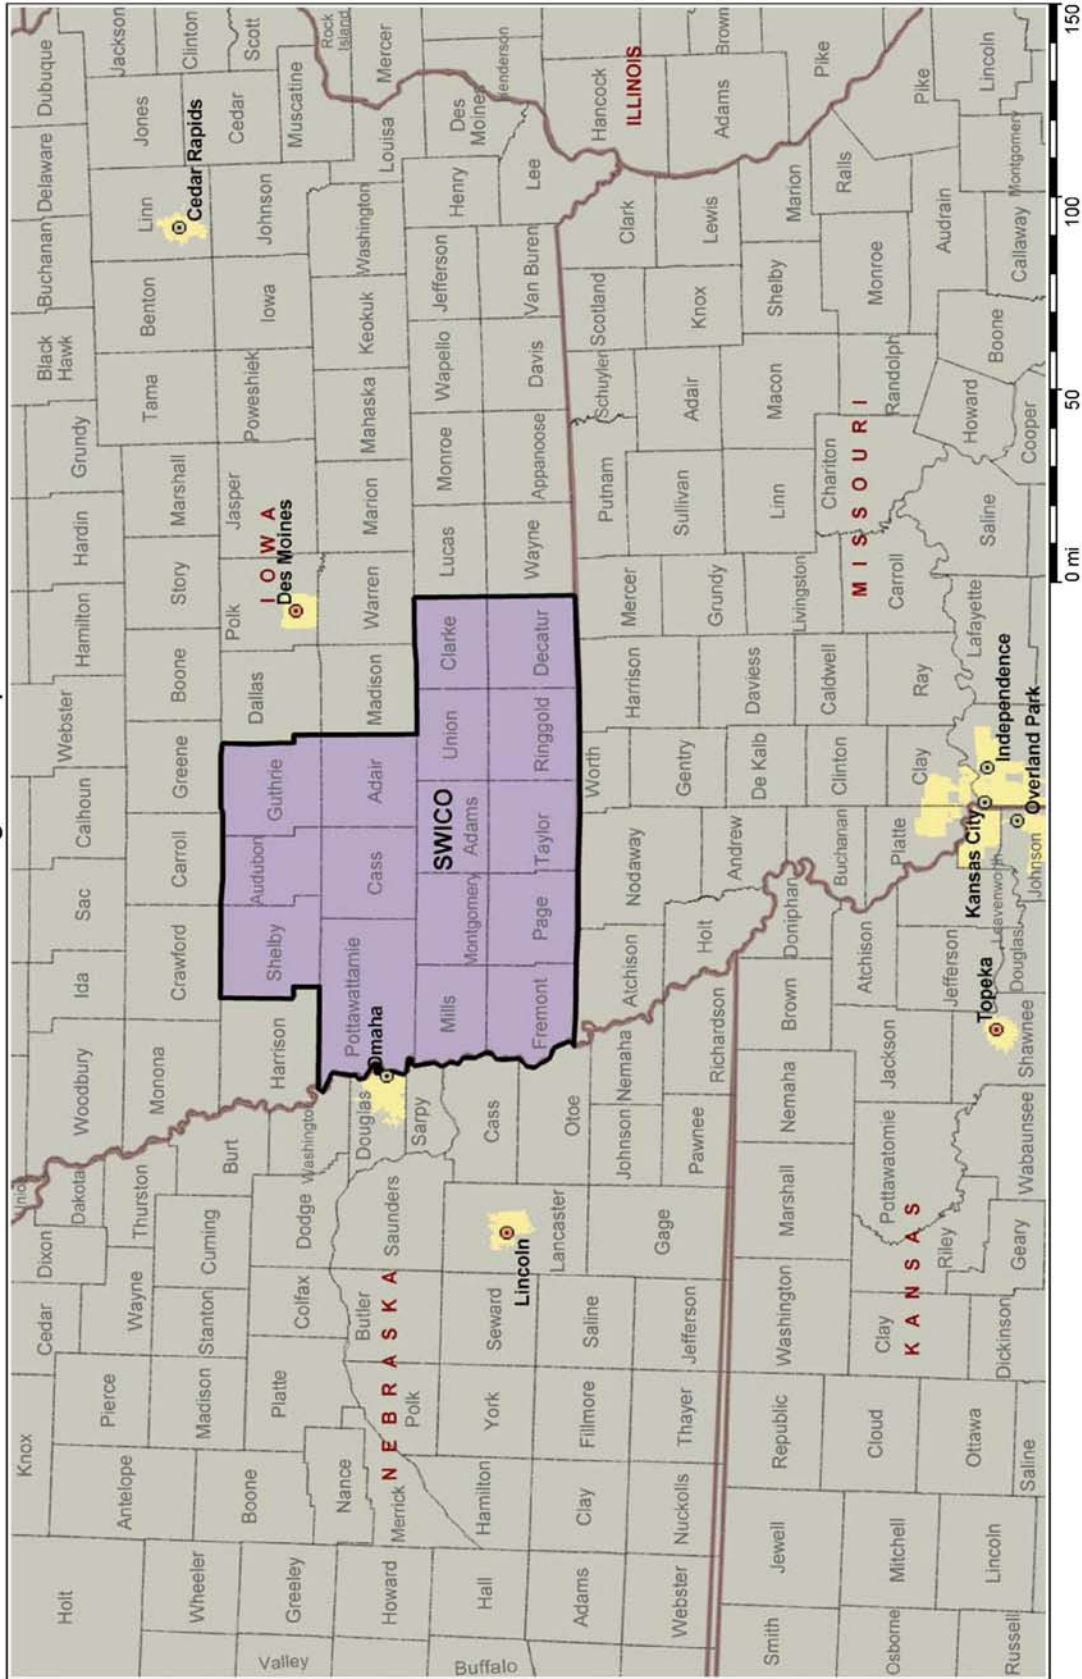 Knox
Cedar
Dixon
Union
Dakota
Woodbury
Ida
Sac
Calhoun
Webster
Hamilton
Hardin
Grundy
Black
Hawk
Buchanan
Delaware
Dubuque
Holt
Antelope
Pierce
Wayne
Thurston
Monona
Crawford
Carroll
Greene
Boone
Story
Marshall
Tama
Benton
Linn
Jones
Jackson
Cedar Rapids
Wheeler
Boone
Madison
Stanton
Cuming
Burt
Harrison
Shelby
Audubon
Guthrie
Dallas
Polk
IOWA
Des Moines
Jasper
Poweshiek
Iowa
Johnson
Cedar
Clinton
Scott
Muscatine
Rock
Island
Valley
Greeley
Nance
Platte
Colfax
Dodge
Washington
Howard
Merrick
NEBRASKA
Polk
Butler
Saunders
Douglas
Omaha
Sarpy
Pottawattamie
Cass
Adair
Madison
Warren
Marion
Mahaska
Keokuk
Washington
Louisa
Mercer
Buffalo
Hall
Hamilton
York
Seward
Lincoln
Lancaster
Cass
Mills
Montgomery
SWICO
Adams
Union
Clarke
Lucas
Monroe
Wapello
Jefferson
Henry
Des
Moines
Henderson
Adams
Clay
Fillmore
Saline
Otoe
Fremont
Page
Taylor
Ringgold
Decatur
Wayne
Appanoose
Davis
Van Buren
Lee
Hancock
ILLINOIS
Webster
Nuckolls
Thayer
Jefferson
Gage
Johnson
Nemaha
Pawnee
Richardson
Atchison
Nodaway
Worth
Harrison
Mercer
Putnam
Schuyler
Scotland
Clark
Adams
Brown
Holt
Gentry
Grundy
Sullivan
Adair
Knox
Lewis
Smith
Jewell
Republic
Washington
Marshall
Nemaha
Brown
Doniphan
Andrew
De Kalb
Daviess
Livingston
Linn
Macon
Shelby
Marion
Pike
Osborne
Mitchell
Cloud
Clay
KANSAS
Riley
Pottawatomie
Jackson
Atchison
Buchanan
Clinton
Caldwell
Carroll
Chariton
MISSOURI
Randolph
Monroe
Ralls
Pike
Russell
Lincoln
Ottawa
Saline
Dickinson
Geary
Wabaunsee
Shawnee
Topeka
Jefferson
Leavenworth
Douglas
Johnson
Platte
Clay
Ray
Kansas City
Independence
Overland Park
Lafayette
Saline
Howard
Cooper
Boone
Audrain
Callaway
Montgomery
Lincoln
0 mi
50
100
150